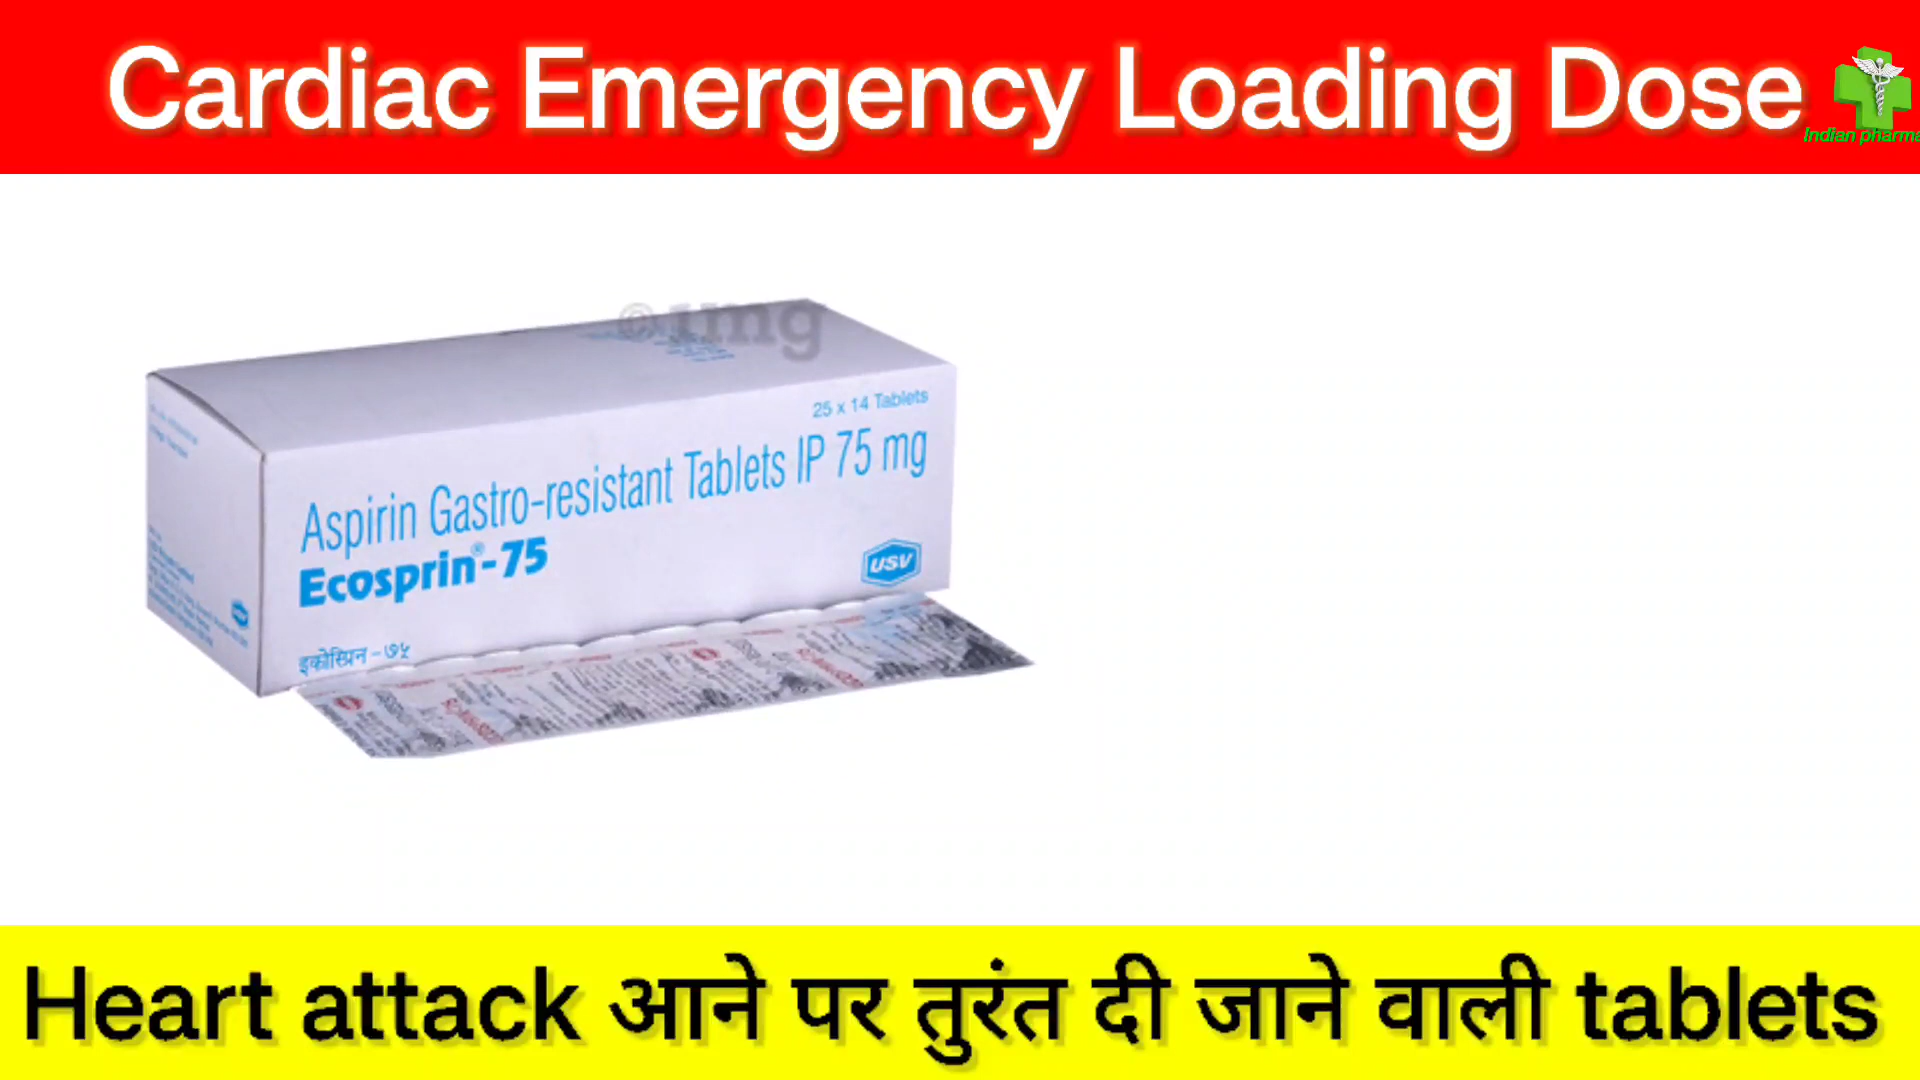 Cardiac Emergency Loading Dose
Indian pharma
©1mg
25 x 14 Tablets
Aspirin Gastro-resistant Tablets IP 75 mg
Ecosprin®-75
USV
इकोस्प्रिन - ७५
Heart attack आने पर तुरंत दी जाने वाली tablets